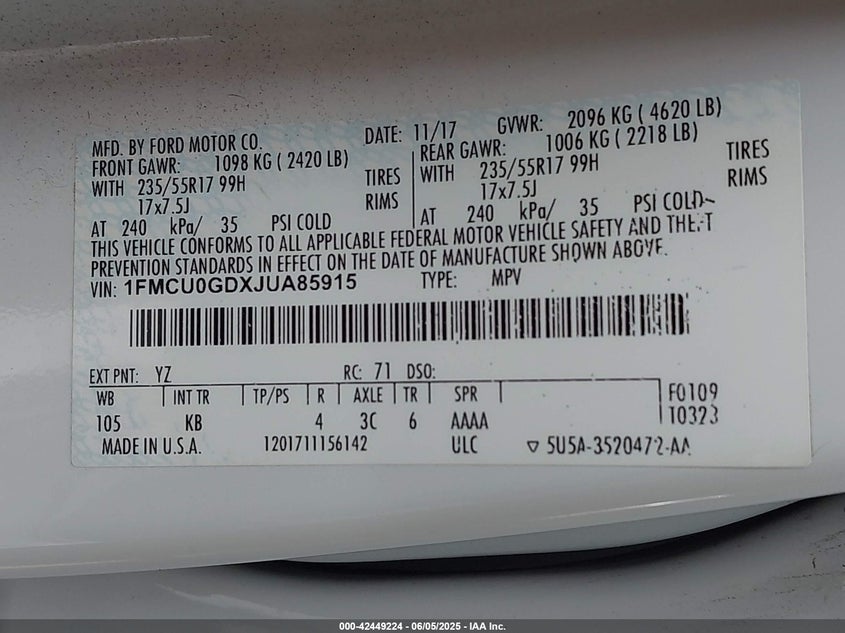 MFD. BY FORD MOTOR CO. DATE: 11/17 GVWR: 2096 KG ( 4620 LB)
FRONT GAWR: 1098 KG ( 2420 LB) REAR GAWR: 1006 KG ( 2218 LB)
WITH 235/55R17 99H TIRES WITH 235/55R17 99H TIRES
17x7.5J RIMS 17x7.5J RIMS
AT 240 kPa/ 35 PSI COLD AT 240 kPa/ 35 PSI COLD
THIS VEHICLE CONFORMS TO ALL APPLICABLE FEDERAL MOTOR VEHICLE SAFETY AND THEFT
PREVENTION STANDARDS IN EFFECT ON THE DATE OF MANUFACTURE SHOWN ABOVE.
VIN: 1FMCU0GDXJUA85915 TYPE: MPV
EXT PNT: YZ RC: 71 DSO:
WB INT TR TP/PS R AXLE TR SPR F0109
105 KB 4 3C 6 AAAA T0323
MADE IN U.S.A. 1201711156142 ULC ▽ 5U5A-3520472-AA
000-42449224 - 06/05/2025 - IAA Inc.